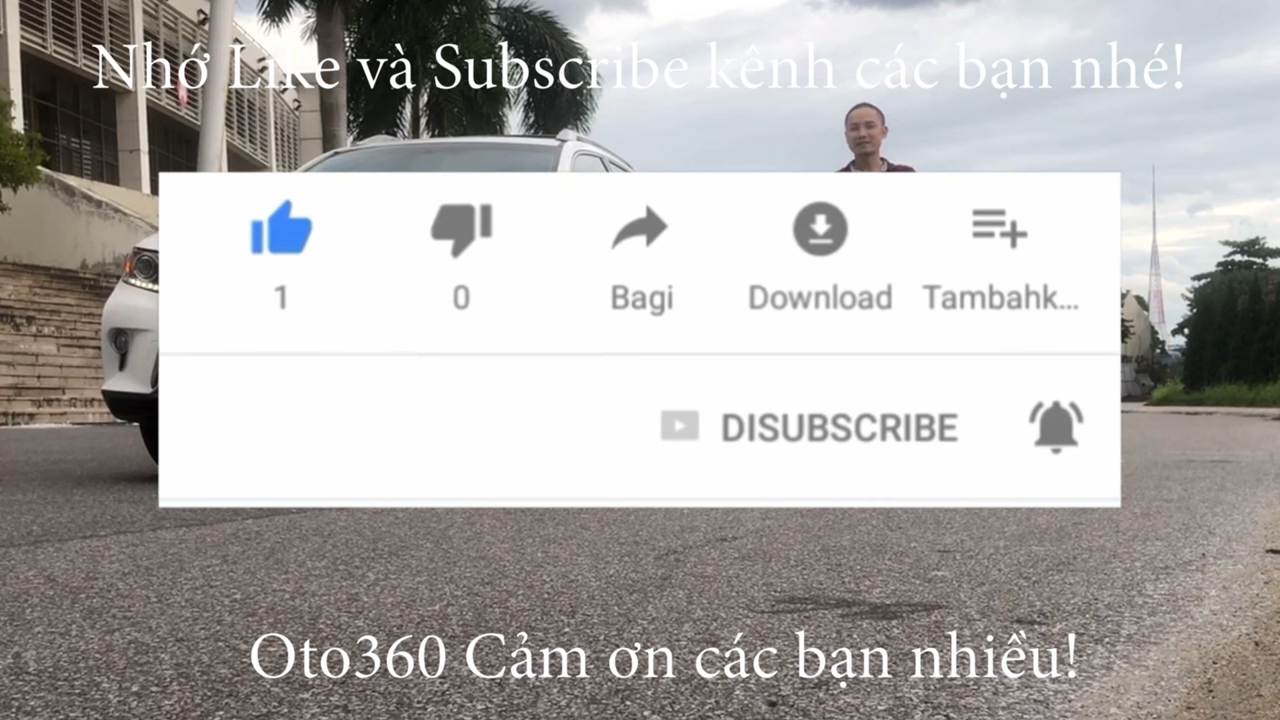 Nhớ Like và Subscribe kênh các bạn nhé!
1 0 Bagi Download Tambahk...
DISUBSCRIBE
Oto360 Cảm ơn các bạn nhiều!